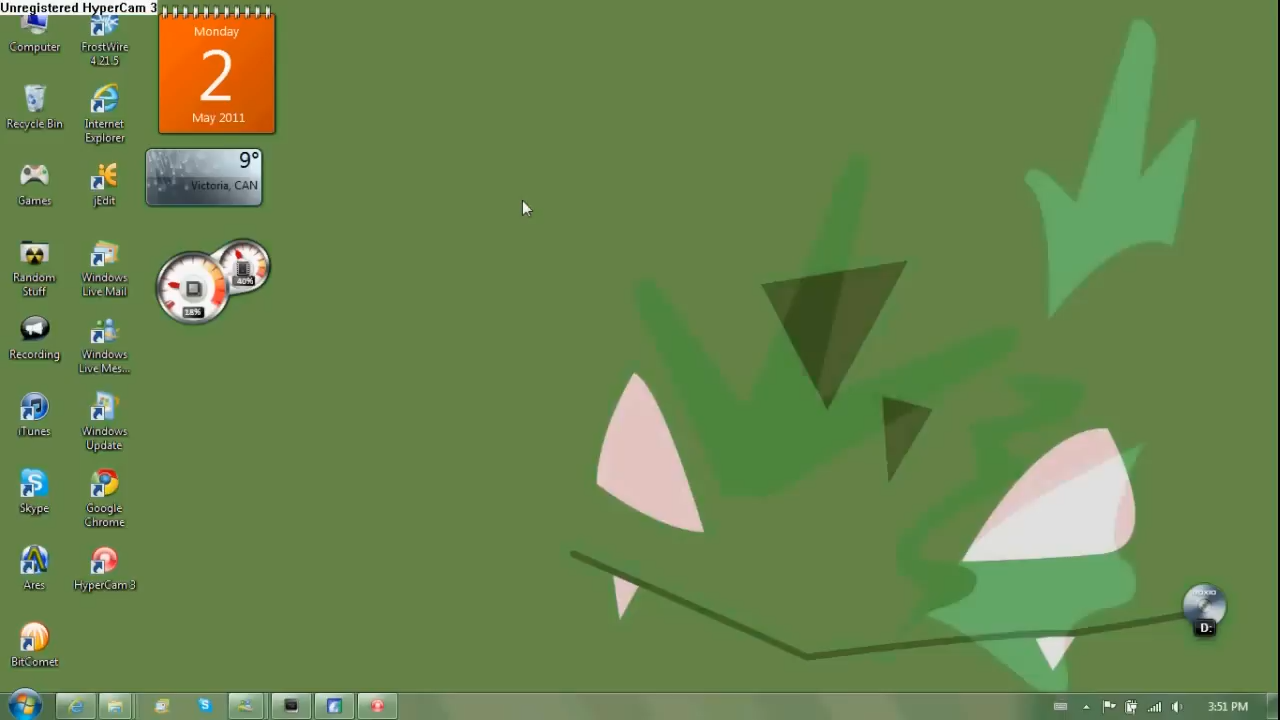 Unregistered HyperCam 3
Computer
FrostWire
4.21.5
Monday
2
May 2011
Recycle Bin
Internet
Explorer
9°
Victoria, CAN
Games
jEdit
Random
Stuff
Windows
Live Mail
40%
18%
Recording
Windows
Live Mes...
iTunes
Windows
Update
Skype
Google
Chrome
Ares
HyperCam 3
D:
BitComet
3:51 PM